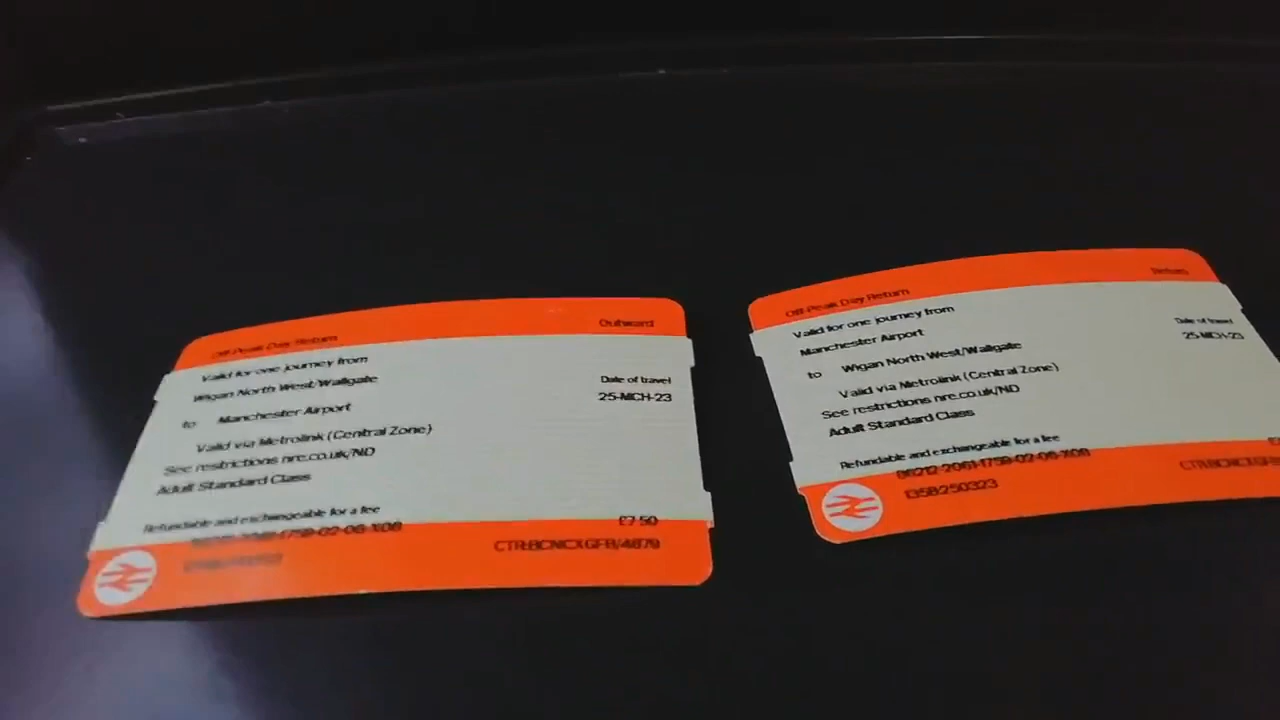 Off-Peak Day Return
Outward
Valid for one journey from
Wigan North West/Wallgate
Date of travel
to Manchester Airport
25-MCH-23
Valid via Metrolink (Central Zone)
See restrictions nre.co.uk/ND
Adult Standard Class
Refundable and exchangeable for a fee
£7.50
CTR:BCNCXGFB/4879
Off-Peak Day Return
Return
Valid for one journey from
Date of travel
Manchester Airport
25-MCH-23
to Wigan North West/Wallgate
Valid via Metrolink (Central Zone)
See restrictions nre.co.uk/ND
Adult Standard Class
Refundable and exchangeable for a fee
1358/250323